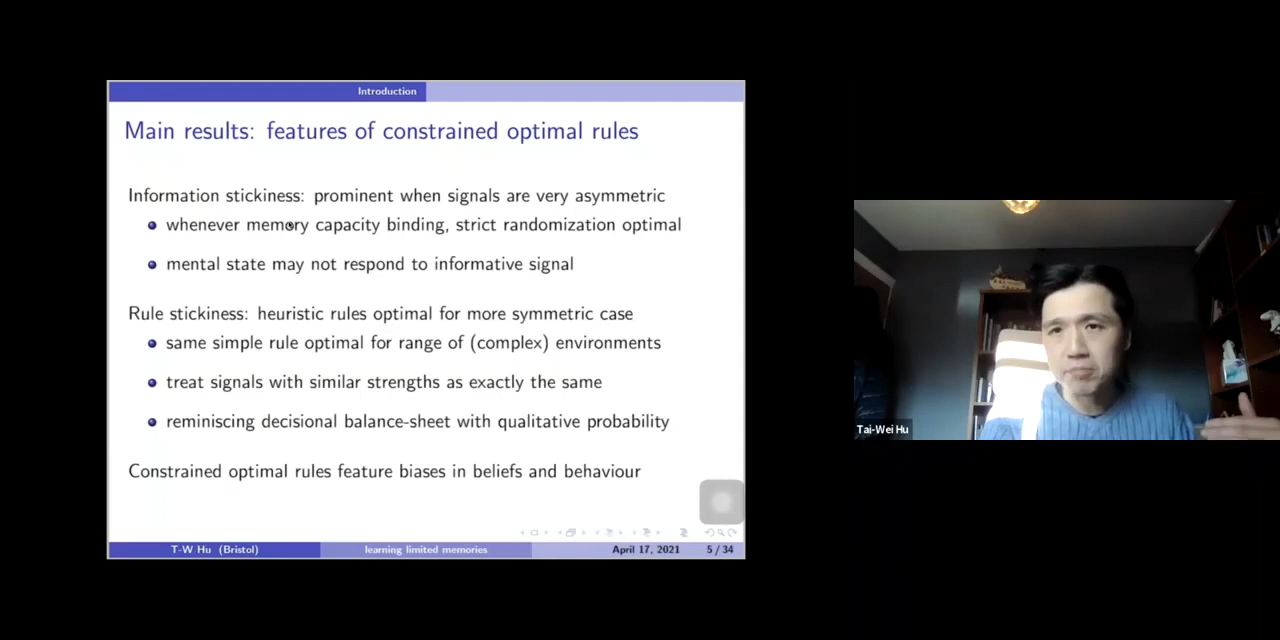 Introduction
Main results: features of constrained optimal rules
Information stickiness: prominent when signals are very asymmetric
whenever memory capacity binding, strict randomization optimal
mental state may not respond to informative signal
Rule stickiness: heuristic rules optimal for more symmetric case
same simple rule optimal for range of (complex) environments
treat signals with similar strengths as exactly the same
reminiscing decisional balance-sheet with qualitative probability
Constrained optimal rules feature biases in beliefs and behaviour
T-W Hu (Bristol) learning limited memories April 17, 2021 5 / 34
Tai-Wei Hu